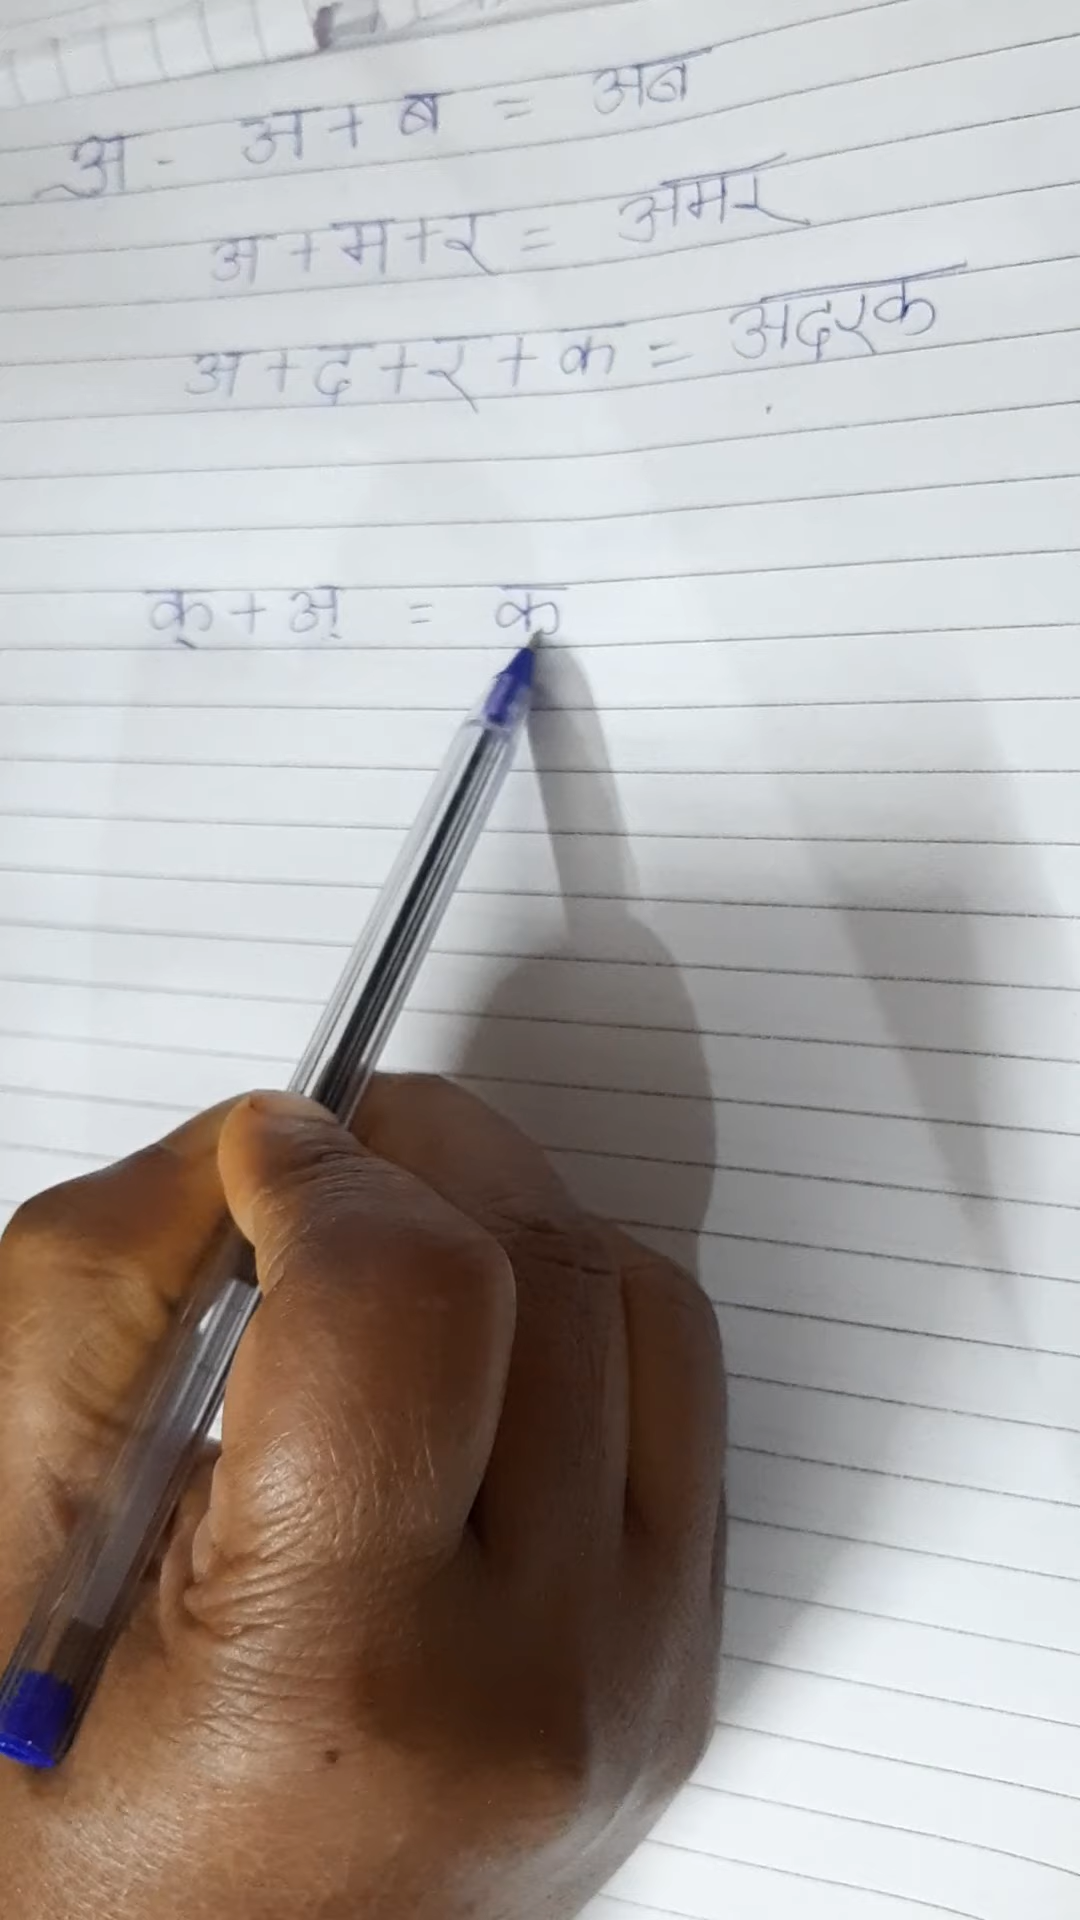 अ - अ + ब = अब
अ + म + र = अमर
अ + द + र + क = अदरक
क् + अ् = क